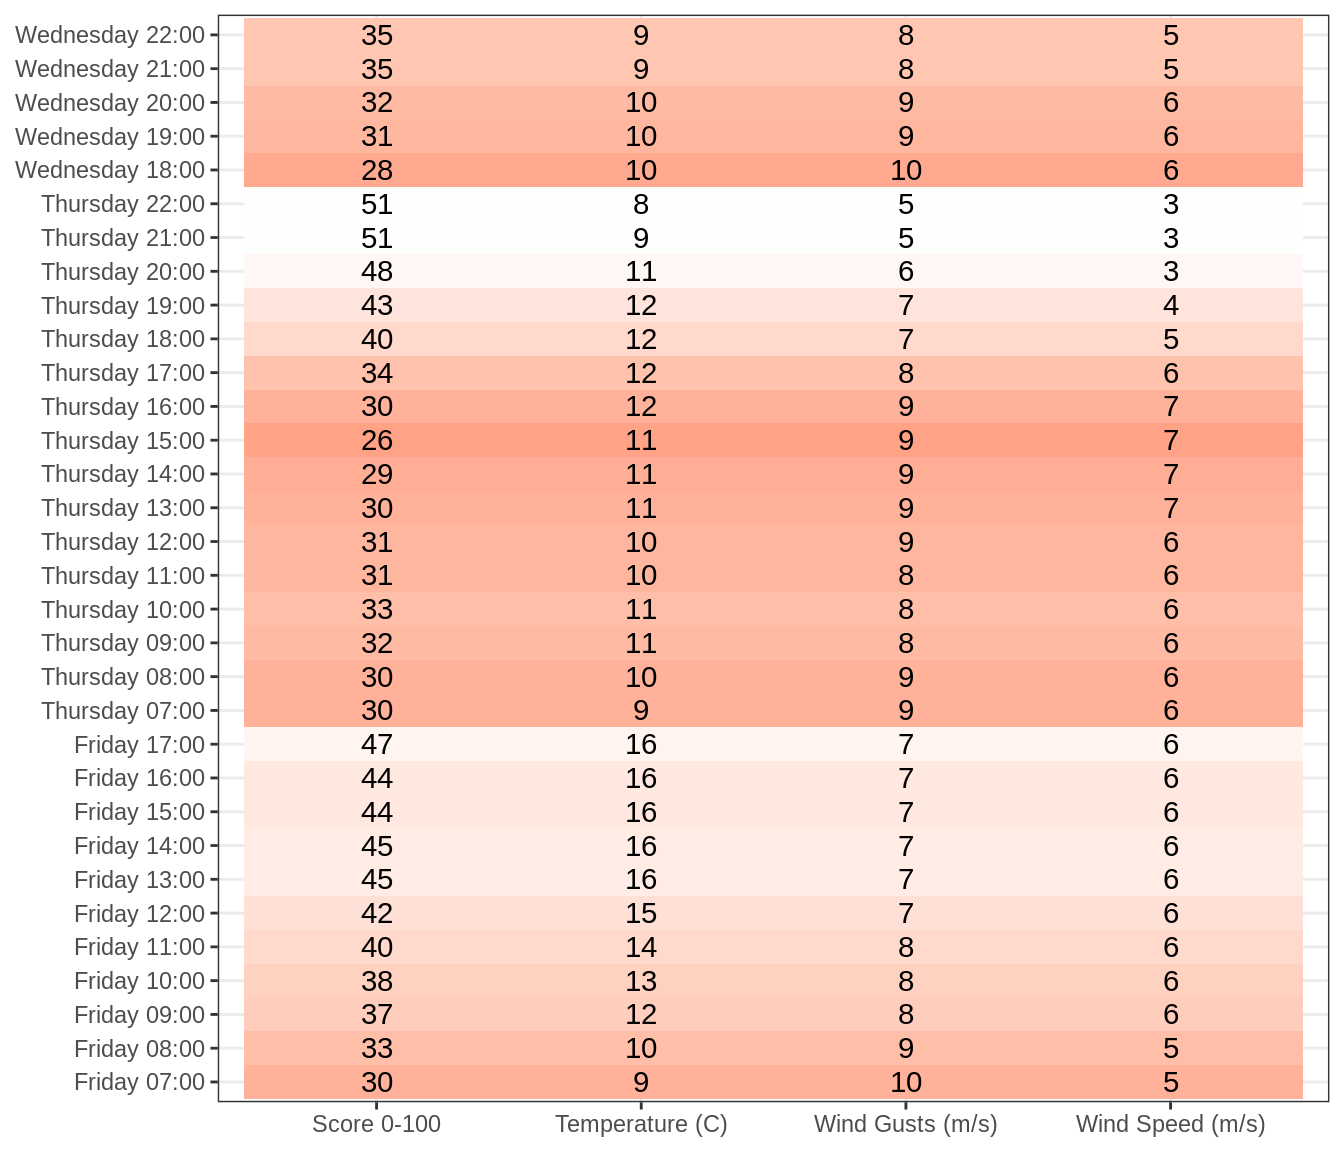 Wednesday 22:00 35 9 8 5
Wednesday 21:00 35 9 8 5
Wednesday 20:00 32 10 9 6
Wednesday 19:00 31 10 9 6
Wednesday 18:00 28 10 10 6
Thursday 22:00 51 8 5 3
Thursday 21:00 51 9 5 3
Thursday 20:00 48 11 6 3
Thursday 19:00 43 12 7 4
Thursday 18:00 40 12 7 5
Thursday 17:00 34 12 8 6
Thursday 16:00 30 12 9 7
Thursday 15:00 26 11 9 7
Thursday 14:00 29 11 9 7
Thursday 13:00 30 11 9 7
Thursday 12:00 31 10 9 6
Thursday 11:00 31 10 8 6
Thursday 10:00 33 11 8 6
Thursday 09:00 32 11 8 6
Thursday 08:00 30 10 9 6
Thursday 07:00 30 9 9 6
Friday 17:00 47 16 7 6
Friday 16:00 44 16 7 6
Friday 15:00 44 16 7 6
Friday 14:00 45 16 7 6
Friday 13:00 45 16 7 6
Friday 12:00 42 15 7 6
Friday 11:00 40 14 8 6
Friday 10:00 38 13 8 6
Friday 09:00 37 12 8 6
Friday 08:00 33 10 9 5
Friday 07:00 30 9 10 5
Score 0-100 Temperature (C) Wind Gusts (m/s) Wind Speed (m/s)